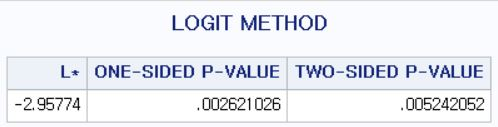 LOGIT METHOD
L* ONE-SIDED P-VALUE TWO-SIDED P-VALUE
-2.95774 .002621026 .005242052